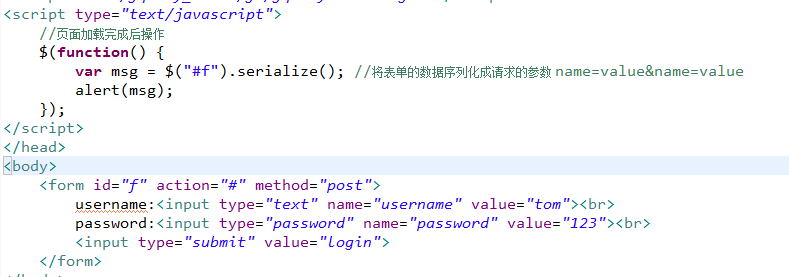 <script type="text/javascript">
//页面加载完成后操作
$(function() {
var msg = $("#f").serialize(); //将表单的数据序列化成请求的参数 name=value&name=value
alert(msg);
});
</script>
</head>
<body>
<form id="f" action="#" method="post">
username:<input type="text" name="username" value="tom"><br>
password:<input type="password" name="password" value="123"><br>
<input type="submit" value="login">
</form>